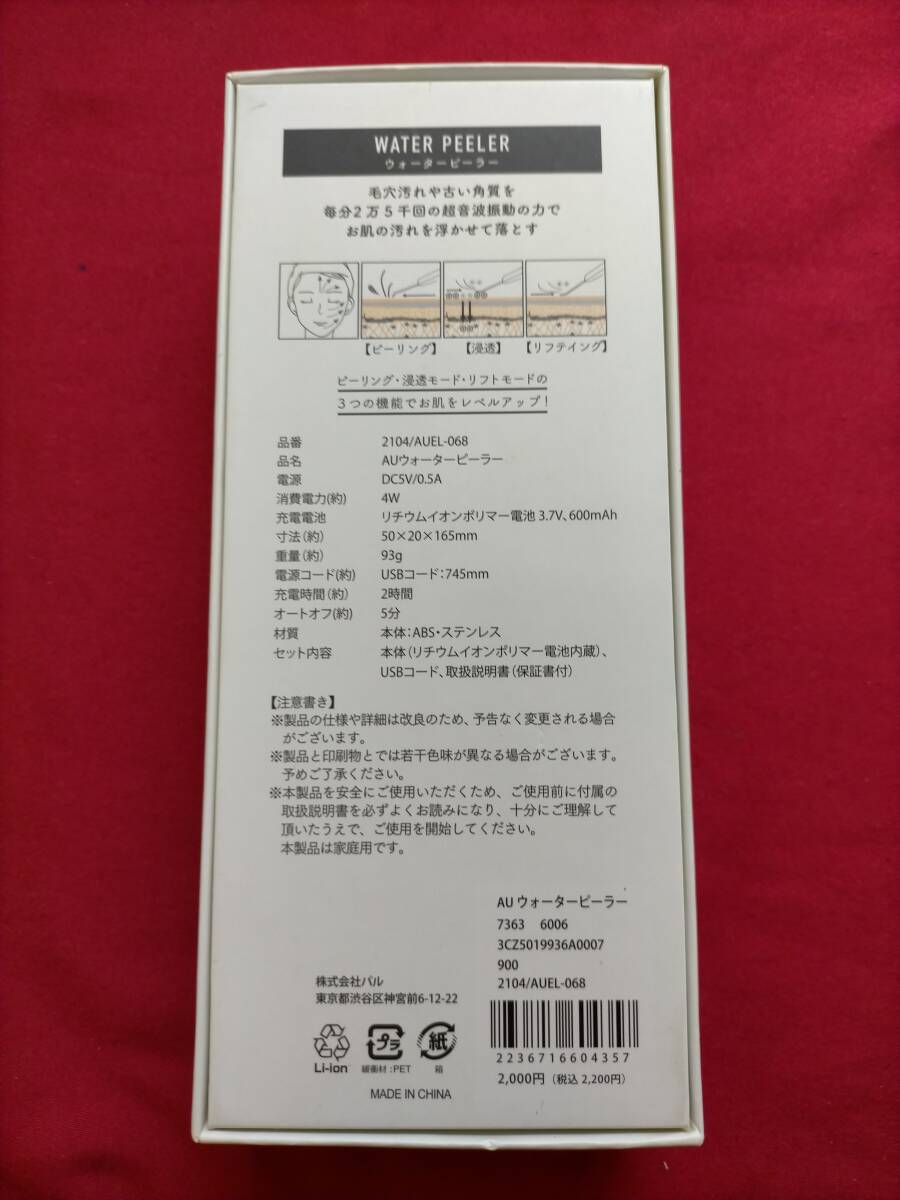 WATER PEELER
ウォーターピーラー
毛穴汚れや古い角質を
毎分2万5千回の超音波振動の力で
お肌の汚れを浮かせて落とす
【ピーリング】 【浸透】 【リフテイング】
ピーリング・浸透モード・リフトモードの
3つの機能でお肌をレベルアップ!
品番 2104/AUEL-068
品名 AUウォーターピーラー
電源 DC5V/0.5A
消費電力(約) 4W
充電電池 リチウムイオンポリマー電池 3.7V、600mAh
寸法(約) 50×20×165mm
重量(約) 93g
電源コード(約) USBコード:745mm
充電時間(約) 2時間
オートオフ(約) 5分
材質 本体:ABS・ステンレス
セット内容 本体(リチウムイオンポリマー電池内蔵)、
USBコード、取扱説明書(保証書付)
【注意書き】
※製品の仕様や詳細は改良のため、予告なく変更される場合
がございます。
※製品と印刷物とでは若干色味が異なる場合がございます。
予めご了承ください。
※本製品を安全にご使用いただくため、ご使用前に付属の
取扱説明書を必ずよくお読みになり、十分にご理解して
頂いたうえで、ご使用を開始してください。
本製品は家庭用です。
AU ウォーターピーラー
7363 6006
3CZ5019936A0007
900
2104/AUEL-068
株式会社パル
東京都渋谷区神宮前6-12-22
Li-ion
プラ
緩衝材:PET
紙
箱
MADE IN CHINA
2236716604357
2,000円(税込 2,200円)